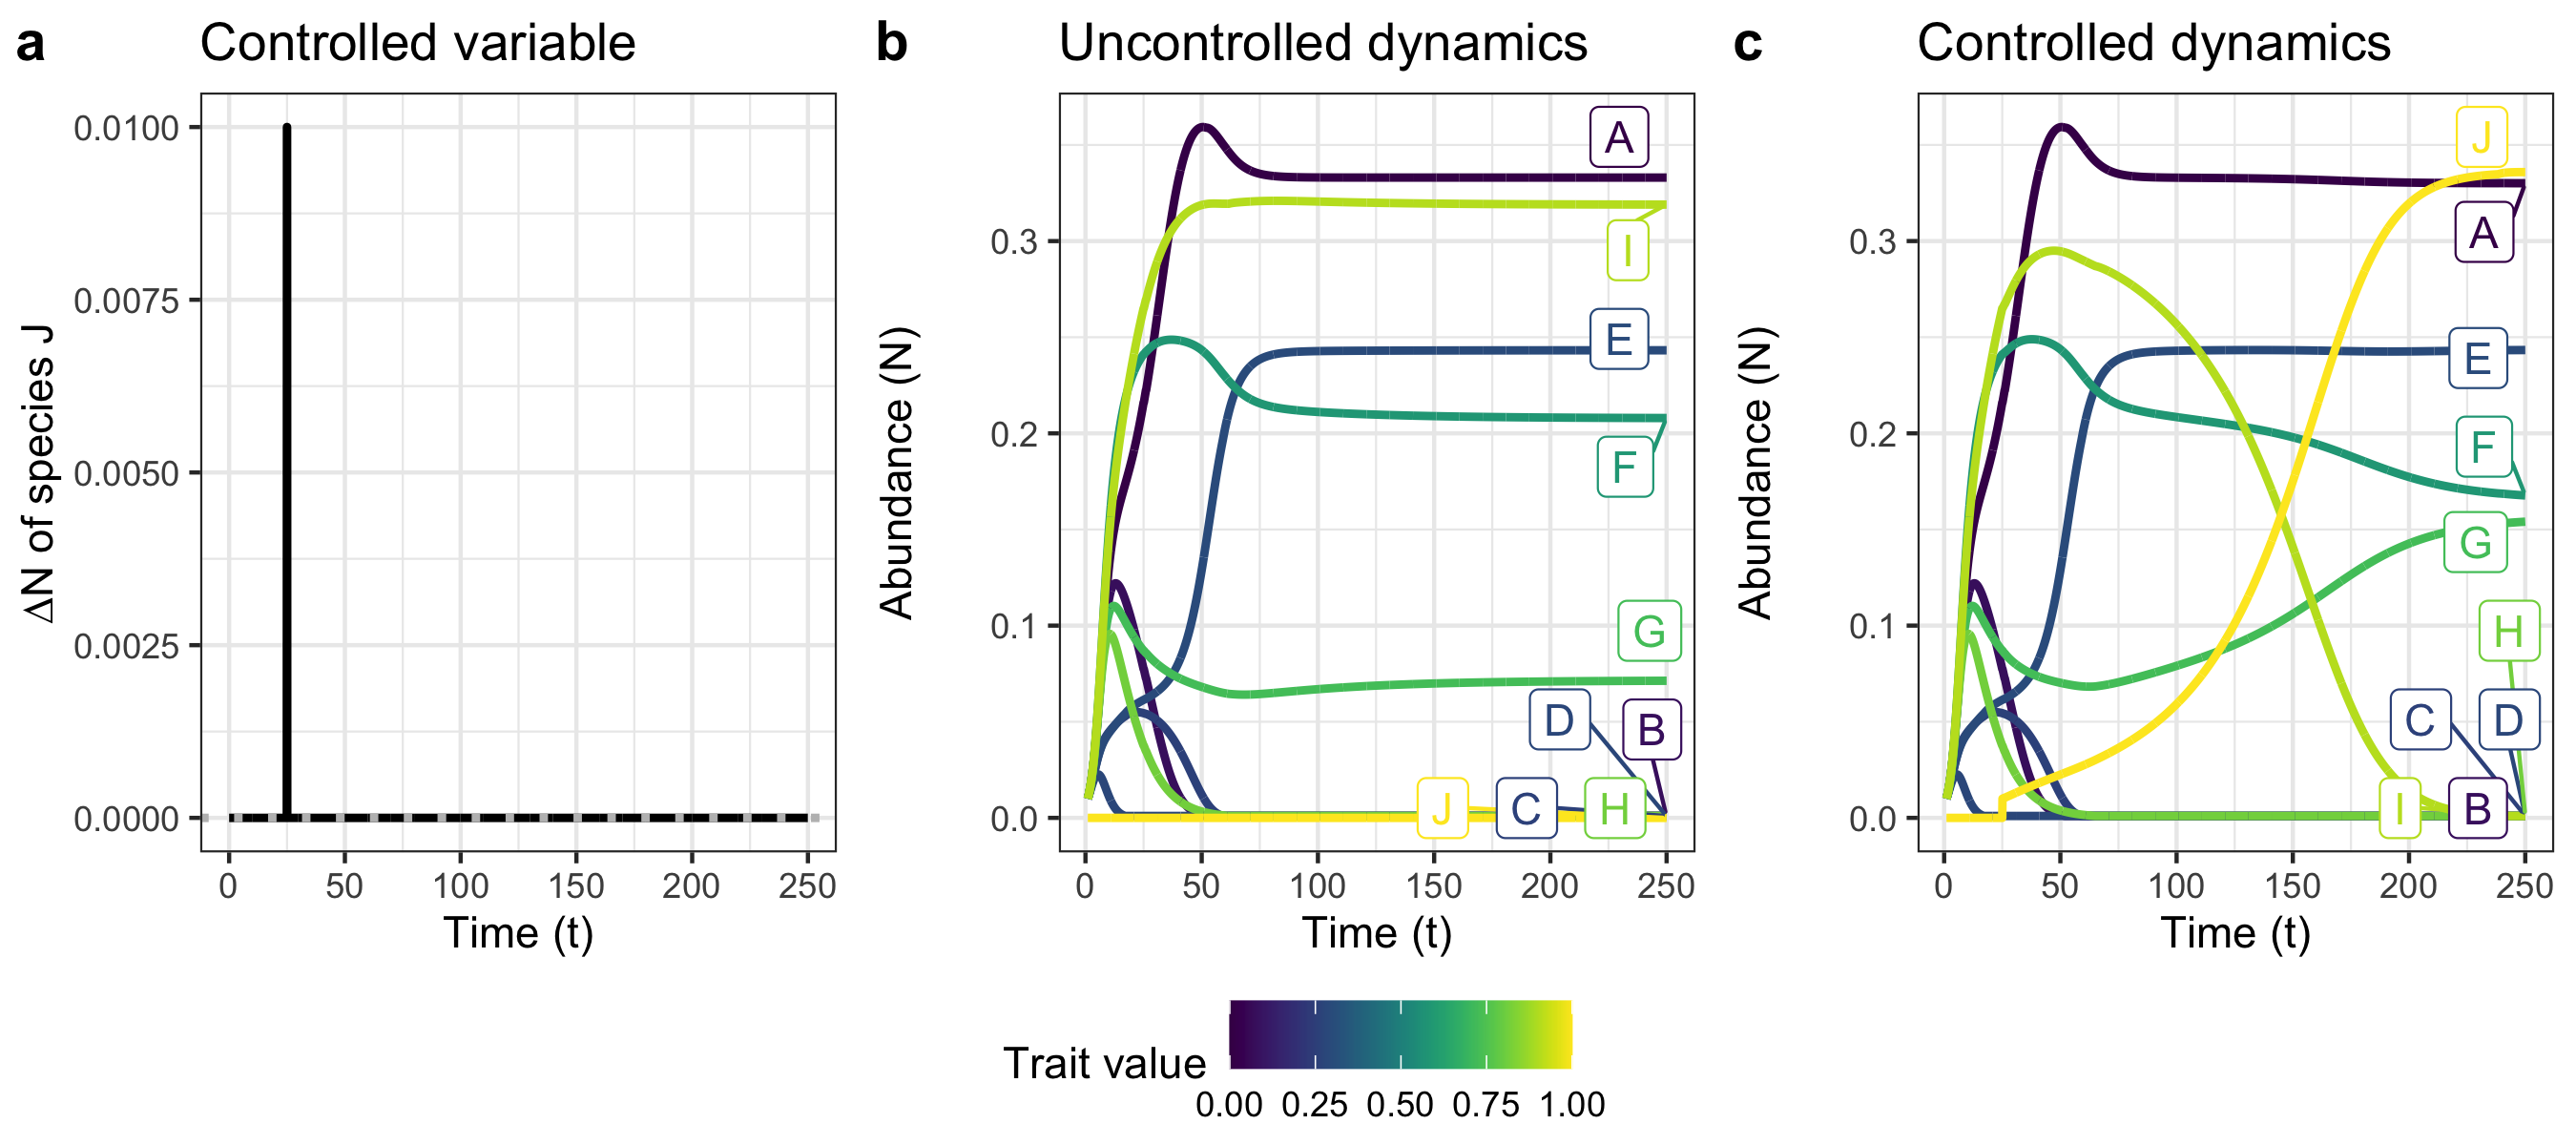 a Controlled variable
b Uncontrolled dynamics
c Controlled dynamics
ΔN of species J
0.0100
0.0075
0.0050
0.0025
0.0000
0 50 100 150 200 250
Time (t)
Abundance (N)
0.3
0.2
0.1
0.0
A
I
E
F
G
D
B
J
C
H
0 50 100 150 200 250
Time (t)
Abundance (N)
0.3
0.2
0.1
0.0
J
A
E
F
G
H
C
D
I
B
0 50 100 150 200 250
Time (t)
Trait value
0.00 0.25 0.50 0.75 1.00